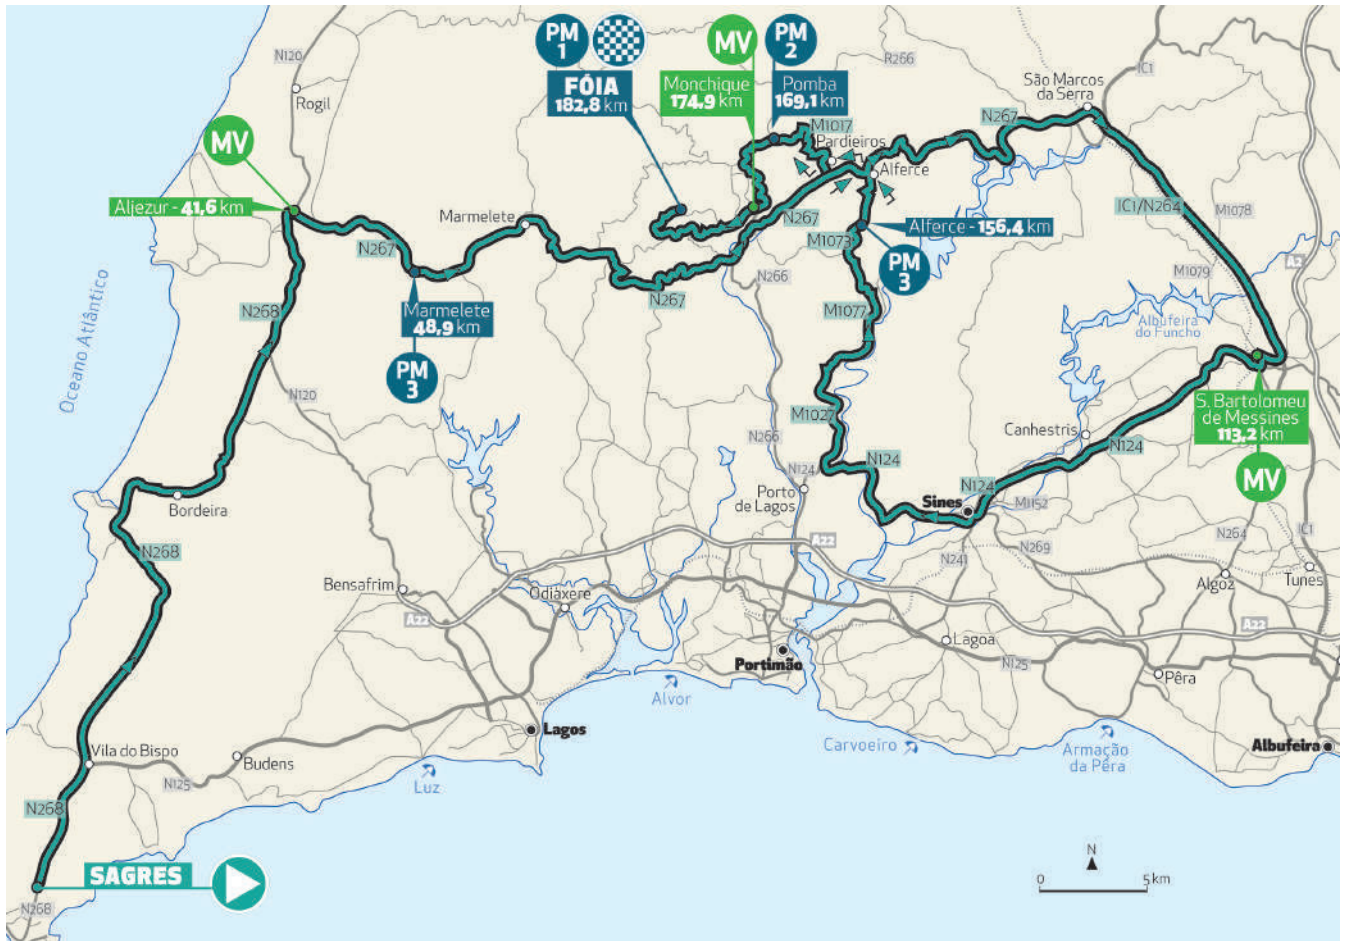 PM
1
FÓIA
182,8 km
MV
Monchique
174,9 km
PM
2
Pomba
169,1 km
N120
Rogil
R266
IC1
São Marcos
da Serra
MV
M1017
Pardieiros
N267
Alferce
Aljezur - 41,6 km
Marmelete
N267
N267
IC1/N264
M1078
M1073
Alferce - 156,4 km
PM
3
N266
N267
M1079
A2
Oceano Atlântico
N268
Marmelete
48,9 km
PM
3
M1077
Albufeira
do Funcho
N120
M1027
N266
S. Bartolomeu
de Messines
113,2 km
MV
Canhestris
N124
N124
N124
N124
Bordeira
Porto
de Lagos
Sines
M1152
N268
A22
N241
N269
N264
IC1
Bensafrim
Odiáxere
A22
Algoz
Tunes
A22
Lagoa
N125
Portimão
Pêra
Alvor
Lagos
Carvoeiro
Armação
da Pêra
Albufeira
Vila do Bispo
N125
Budens
Luz
N268
SAGRES
N268
N
0
5 km